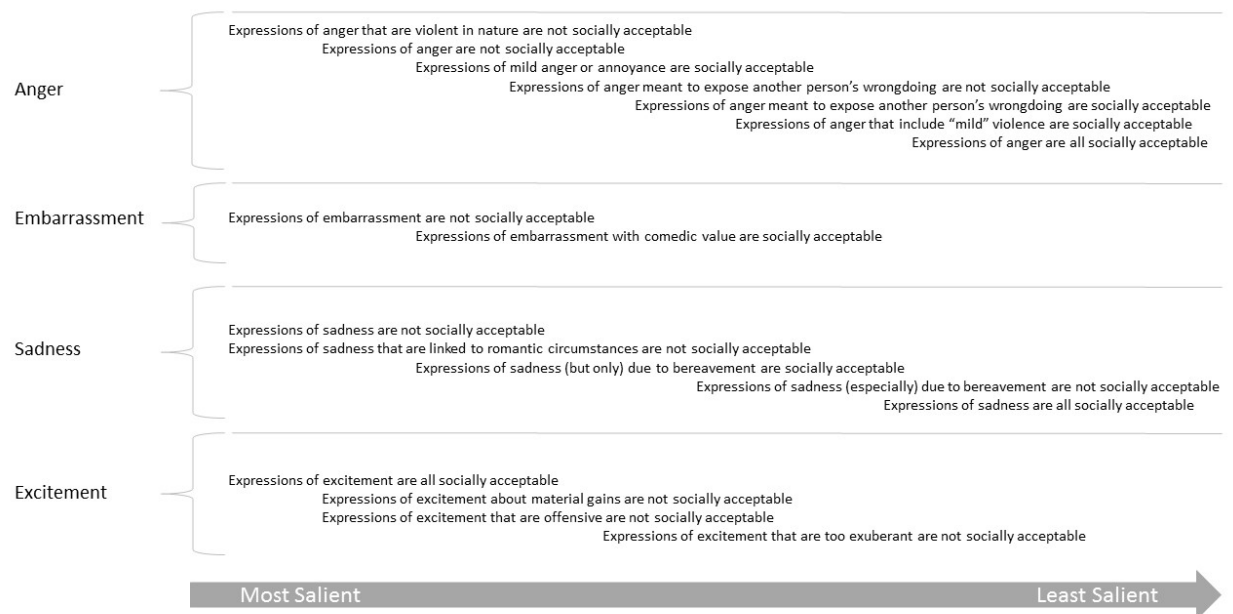 Anger
Expressions of anger that are violent in nature are not socially acceptable
Expressions of anger are not socially acceptable
Expressions of mild anger or annoyance are socially acceptable
Expressions of anger meant to expose another person’s wrongdoing are not socially acceptable
Expressions of anger meant to expose another person’s wrongdoing are socially acceptable
Expressions of anger that include “mild” violence are socially acceptable
Expressions of anger are all socially acceptable
Embarrassment
Expressions of embarrassment are not socially acceptable
Expressions of embarrassment with comedic value are socially acceptable
Sadness
Expressions of sadness are not socially acceptable
Expressions of sadness that are linked to romantic circumstances are not socially acceptable
Expressions of sadness (but only) due to bereavement are socially acceptable
Expressions of sadness (especially) due to bereavement are not socially acceptable
Expressions of sadness are all socially acceptable
Excitement
Expressions of excitement are all socially acceptable
Expressions of excitement about material gains are not socially acceptable
Expressions of excitement that are offensive are not socially acceptable
Expressions of excitement that are too exuberant are not socially acceptable
Most Salient
Least Salient